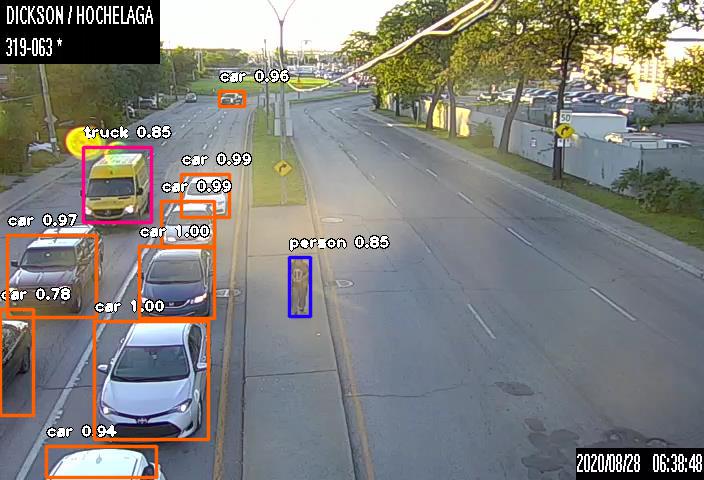 DICKSON / HOCHELAGA
319-063 *
car 0.96
truck 0.85
car 0.99
car 0.99
car 0.97
car 1.00
person 0.85
car 0.78
car 1.00
car 0.94
50
2020/08/28 06:38:48